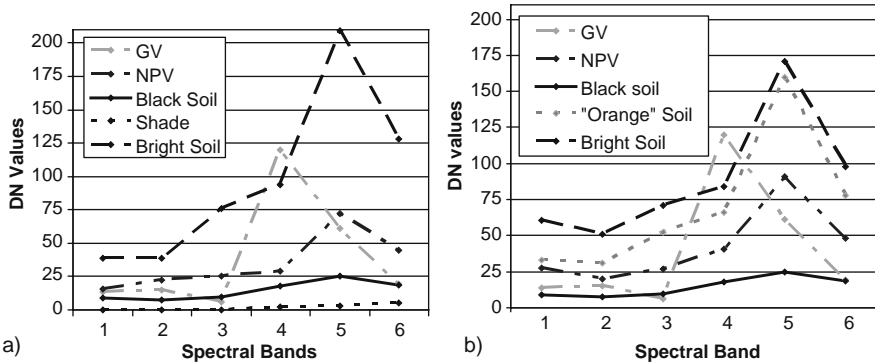 GV
NPV
Black Soil
Shade
Bright Soil
DN Values
200
175
150
125
100
75
50
25
0
1 2 3 4 5 6
Spectral Bands
a)
GV
NPV
Black soil
"Orange" Soil
Bright Soil
DN values
200
175
150
125
100
75
50
25
0
1 2 3 4 5 6
Spectral Band
b)